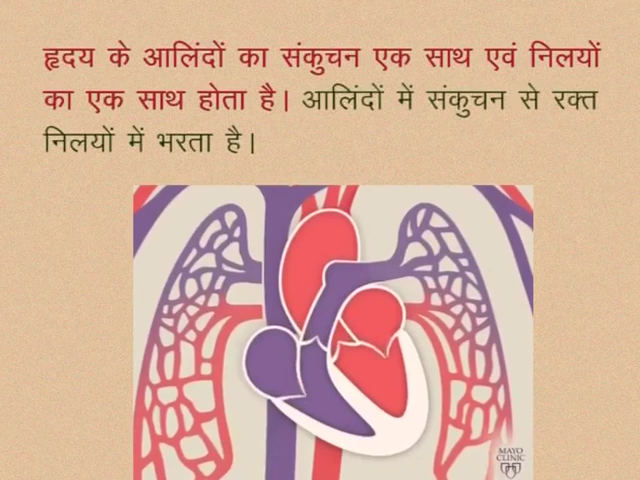 हृदय के आलिंदों का संकुचन एक साथ एवं निलयों
का एक साथ होता है। आलिंदों में संकुचन से रक्त
निलयों में भरता है।
MAYO
CLINIC